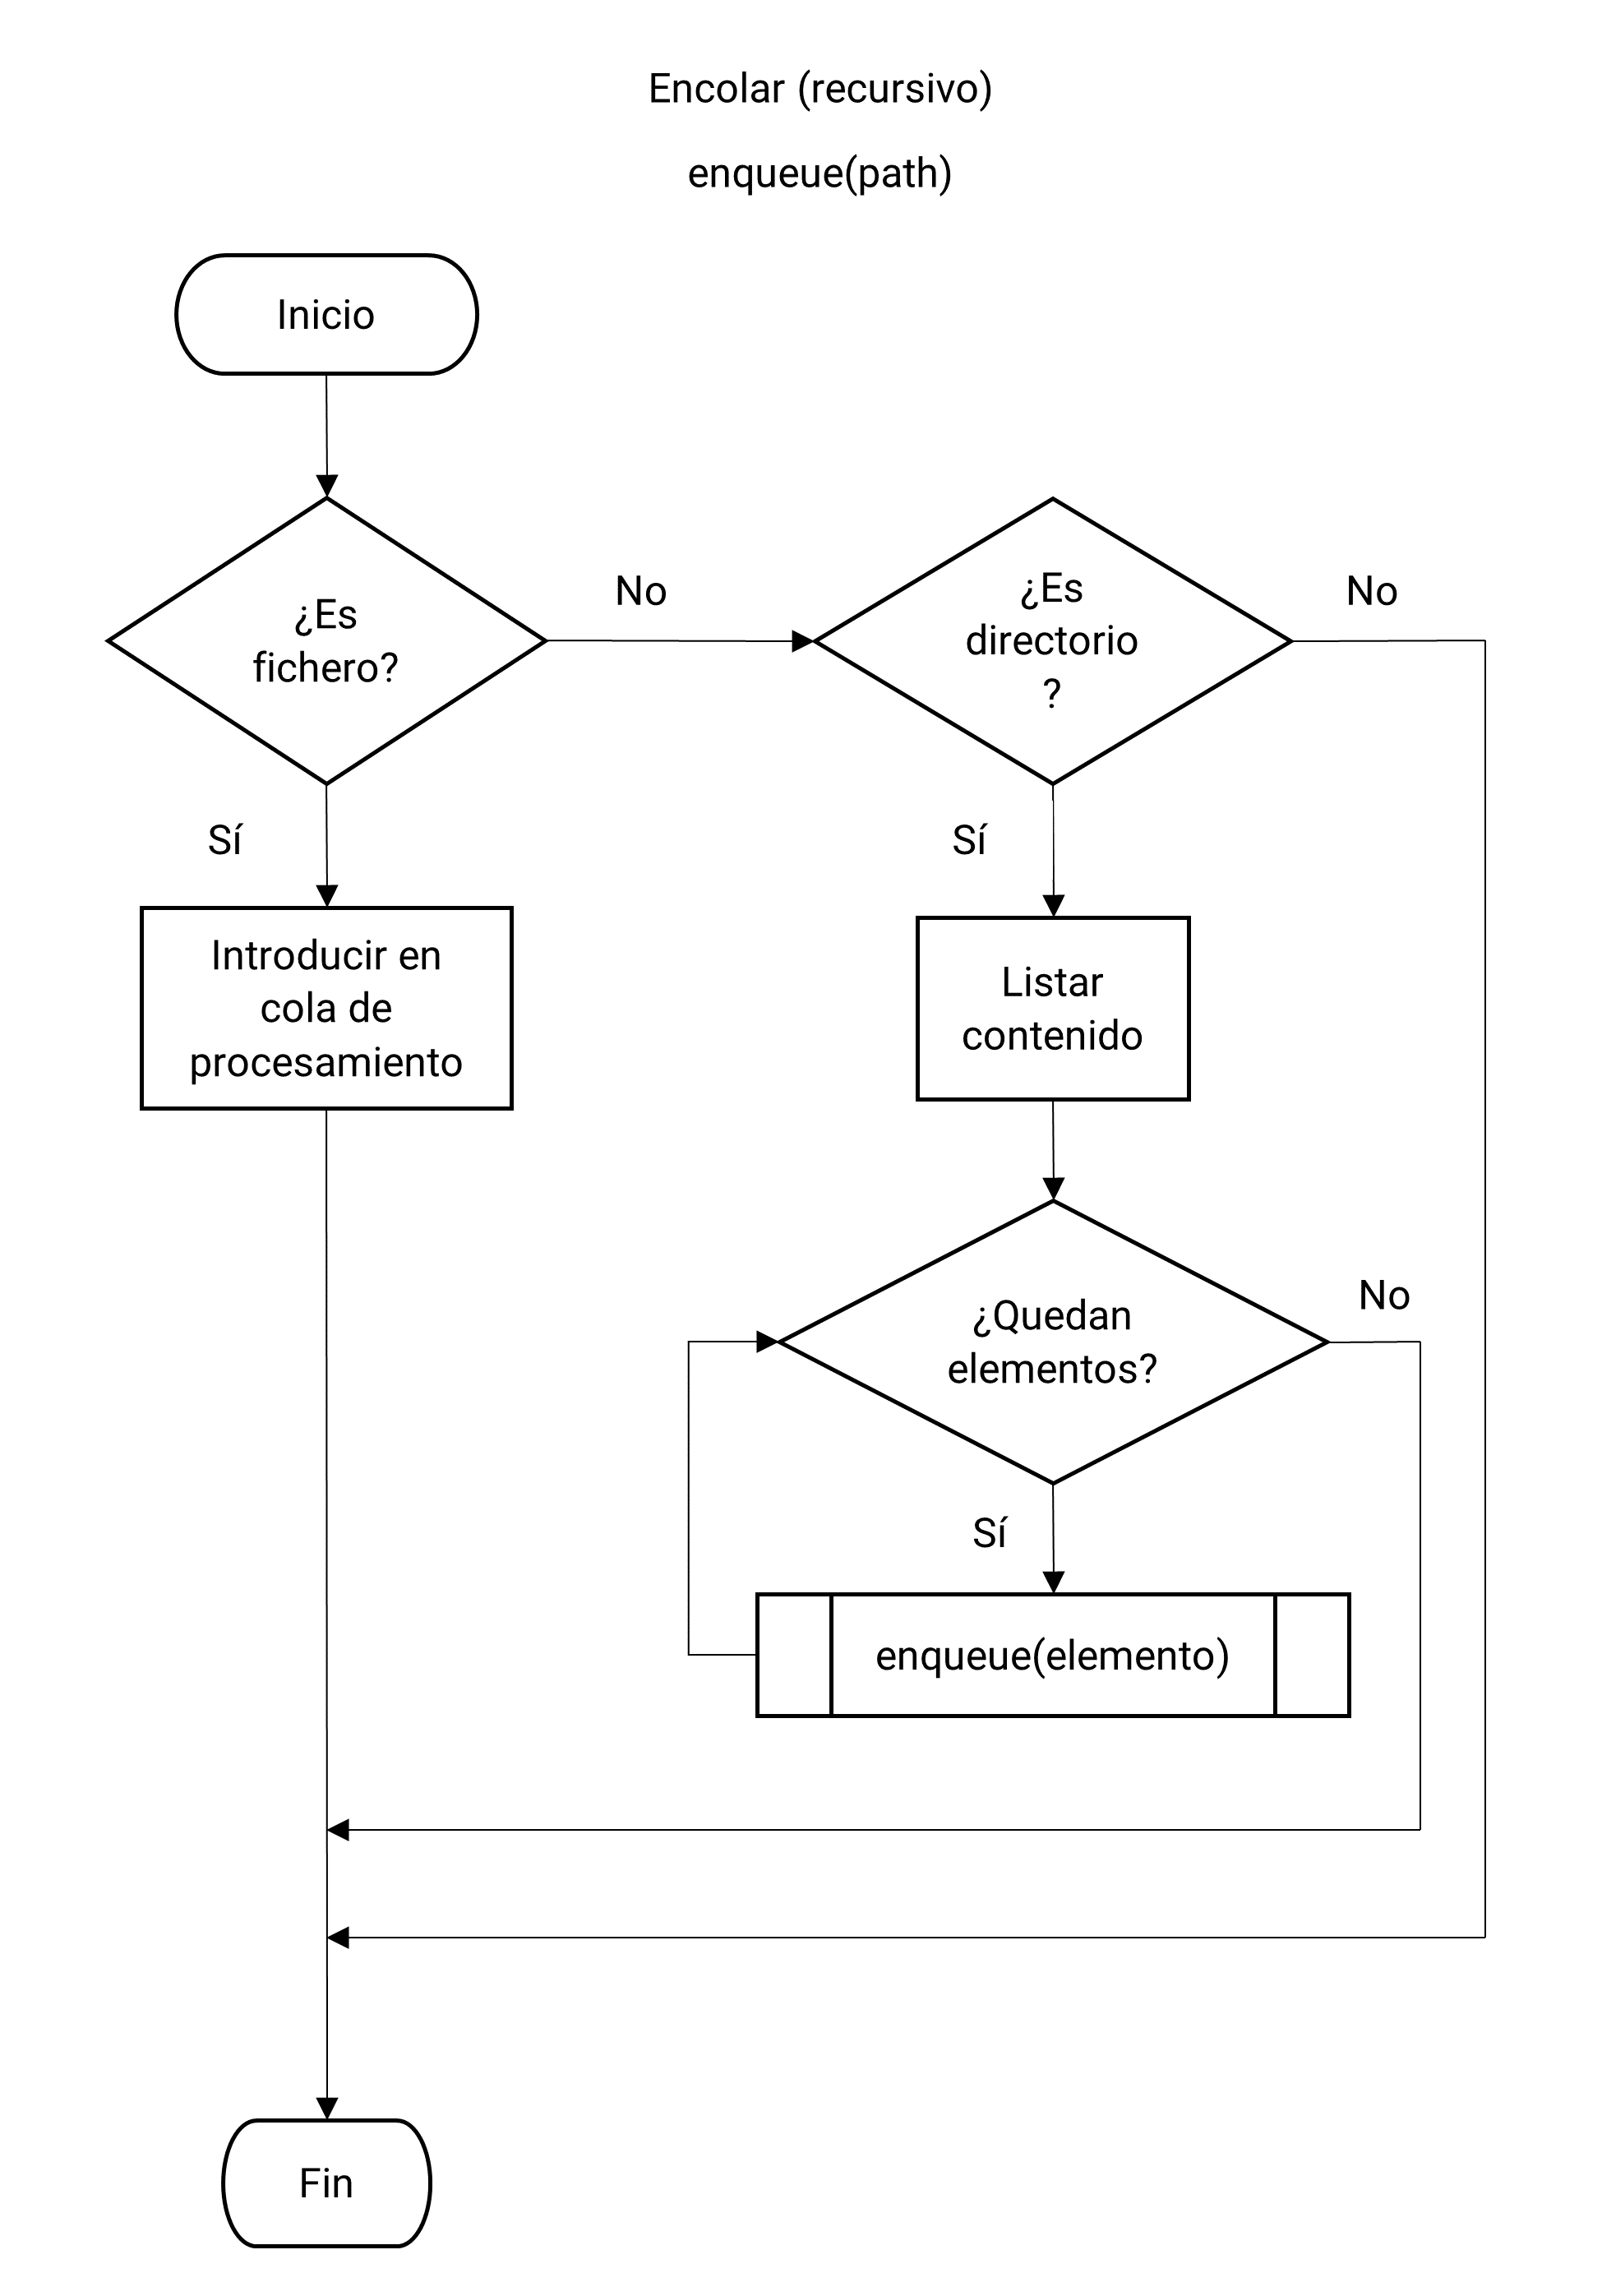 Encolar (recursivo)
enqueue(path)
Inicio
¿Es
fichero?
No
¿Es
directorio
?
No
Sí
Sí
Introducir en
cola de
procesamiento
Listar
contenido
¿Quedan
elementos?
No
Sí
enqueue(elemento)
Fin